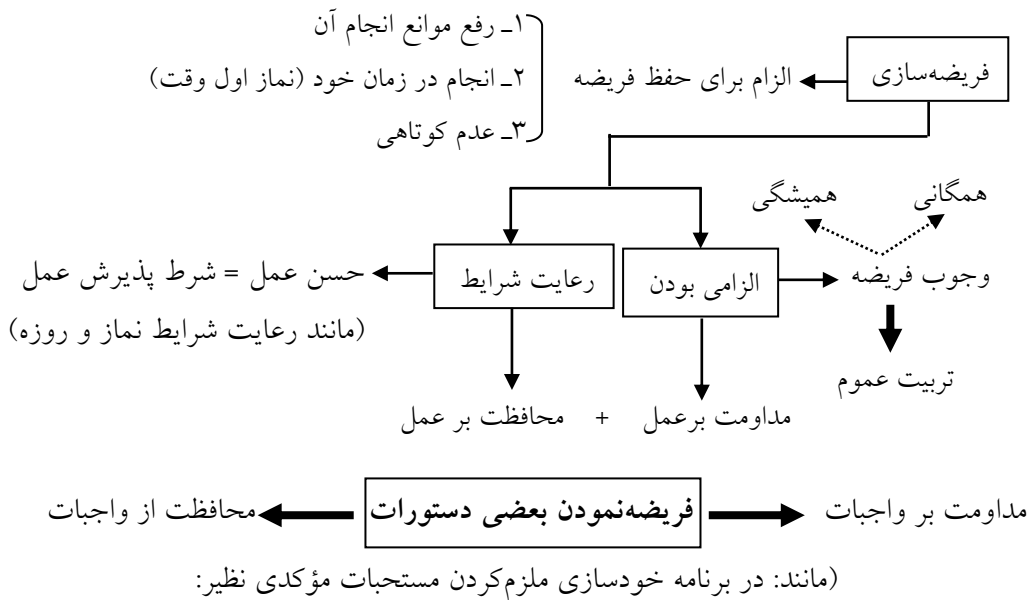 ۱ـ رفع موانع انجام آن
فریضه‌سازی
الزام برای حفظ فریضه
۲ـ انجام در زمان خود (نماز اول وقت)
۳ـ عدم کوتاهی
همگانی
همیشگی
وجوب فریضه
الزامی بودن
رعایت شرایط
حسن عمل = شرط پذیرش عمل
(مانند رعایت شرایط نماز و روزه)
تربیت عموم
مداومت برعمل + محافظت بر عمل
مداومت بر واجبات
فریضه‌نمودن بعضی دستورات
محافظت از واجبات
(مانند: در برنامه خودسازی ملزم‌کردن مستحبات مؤکدی نظیر: